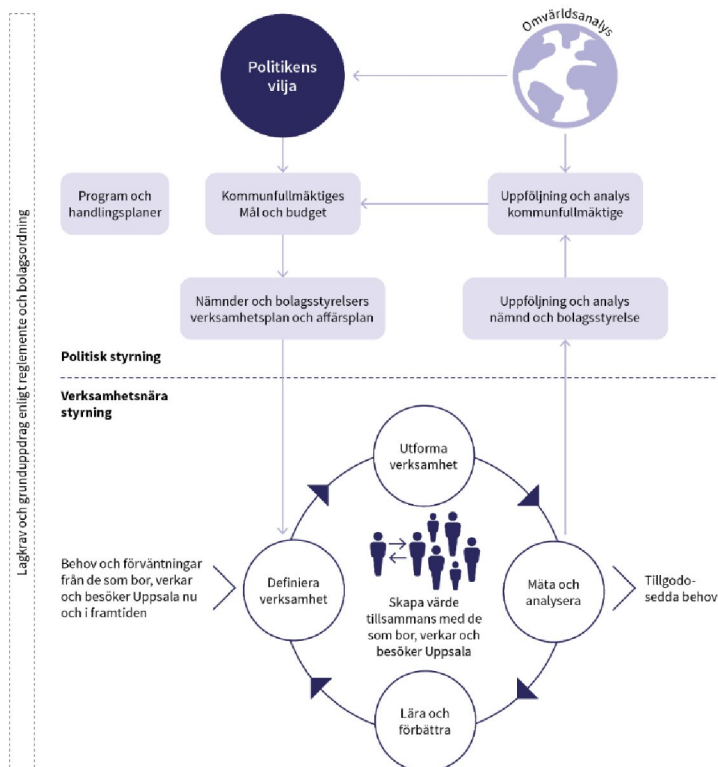 Omvärldsanalys
Politikens
vilja
Program och
handlingsplaner
Kommunfullmäktiges
Mål och budget
Uppföljning och analys
kommunfullmäktige
Nämnder och bolagsstyrelsers
verksamhetsplan och affärsplan
Uppföljning och analys
nämnd och bolagsstyrelse
Politisk styrning
Verksamhetsnära
styrning
Lagkrav och grunduppdrag enligt reglemente och bolagsordning
Utforma
verksamhet
Behov och förväntningar
från de som bor, verkar
och besöker Uppsala nu
och i framtiden
Definiera
verksamhet
Skapa värde
tillsammans med de
som bor, verkar och
besöker Uppsala
Mäta och
analysera
Tillgodo-
sedda behov
Lära och
förbättra